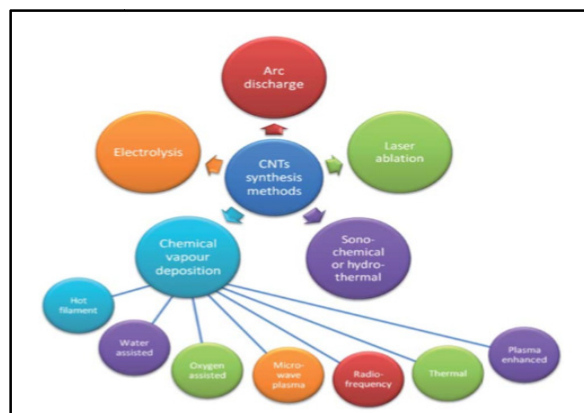 Arc
discharge
Electrolysis
Laser
ablation
CNTs
synthesis
methods
Chemical
vapour
deposition
Sono-
chemical
or hydro-
thermal
Hot
filament
Water
assisted
Oxygen
assisted
Micro-
wave
plasma
Radio-
frequency
Thermal
Plasma
enhanced